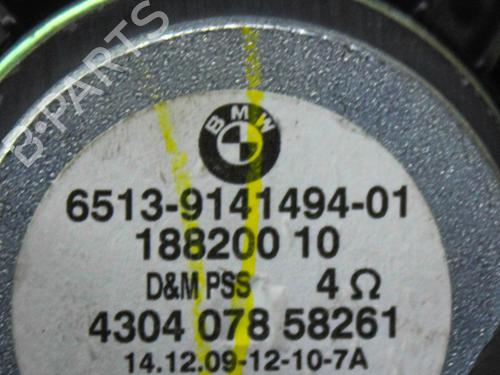 B-PARTS
BMW
6513-9141494-01
188200 10
D&M PSS 4 Ω
4304 078 58261
14.12.09-12-10-7A